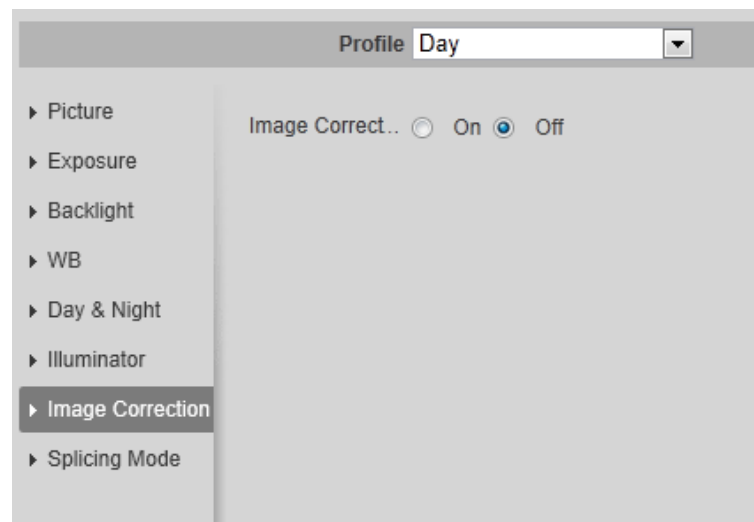 Profile Day
Picture
Image Correct.. On Off
Exposure
Backlight
WB
Day & Night
Illuminator
Image Correction
Splicing Mode